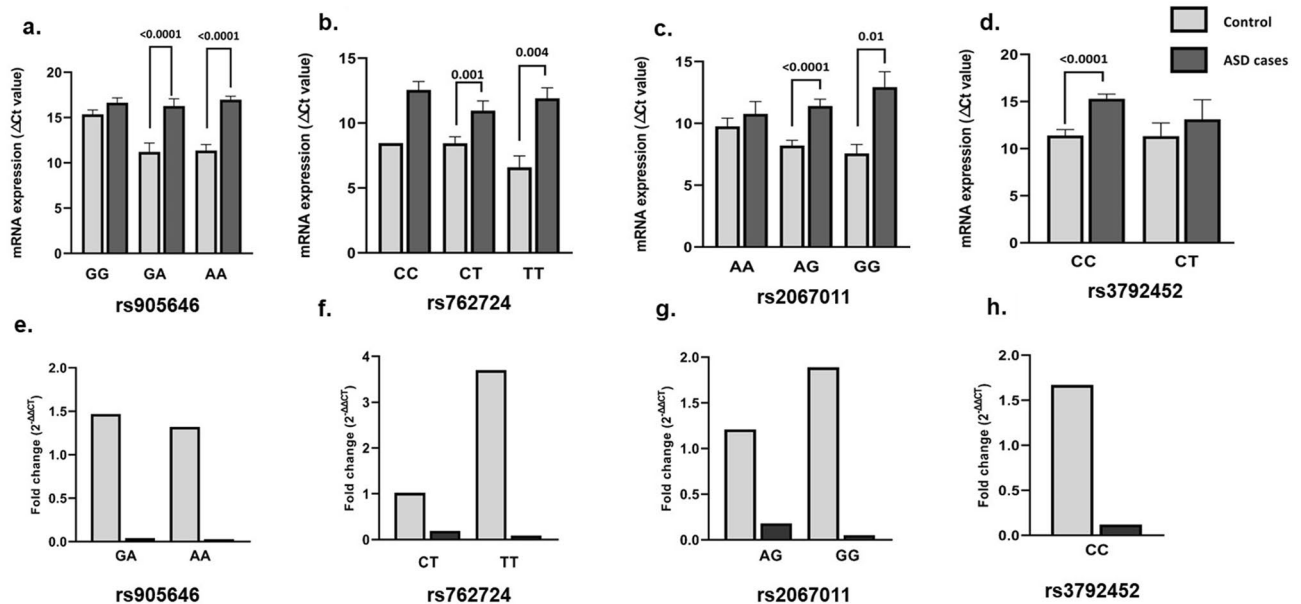 a.
<0.0001
<0.0001
mRNA expression (ΔCt value)
20
15
10
5
0
GG
GA
AA
rs905646
b.
0.001
0.004
mRNA expression (ΔCt value)
15
10
5
0
CC
CT
TT
rs762724
c.
<0.0001
0.01
mRNA expression (ΔCt value)
15
10
5
0
AA
AG
GG
rs2067011
d.
<0.0001
mRNA expression (ΔCt value)
20
15
10
5
0
CC
CT
rs3792452
Control
ASD cases
e.
Fold change (2^-ΔΔCT)
2.0
1.5
1.0
0.5
0.0
GA
AA
rs905646
f.
Fold change (2^-ΔΔCT)
4
3
2
1
0
CT
TT
rs762724
g.
Fold change (2^-ΔΔCT)
2.0
1.5
1.0
0.5
0.0
AG
GG
rs2067011
h.
Fold change (2^-ΔΔCT)
2.0
1.5
1.0
0.5
0.0
CC
rs3792452